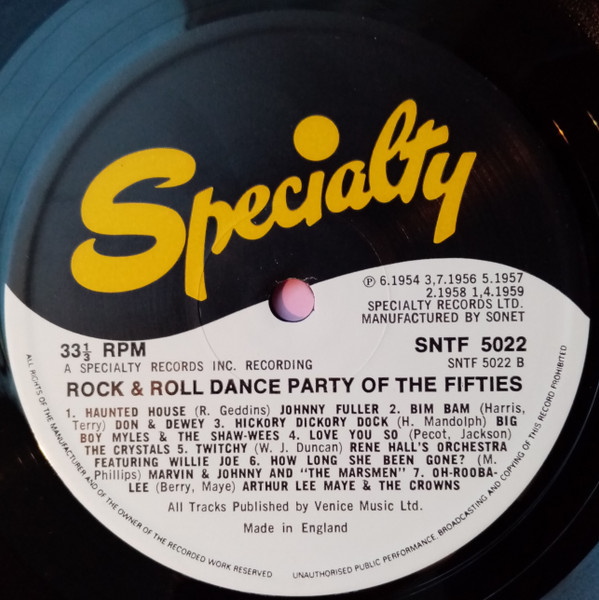 Specialty
℗ 6.1954 3,7.1956 5.1957
2.1958 1,4.1959
SPECIALTY RECORDS LTD.
MANUFACTURED BY SONET
33⅓ RPM
SNTF 5022
A SPECIALTY RECORDS INC. RECORDING
SNTF 5022 B
ROCK & ROLL DANCE PARTY OF THE FIFTIES
1. HAUNTED HOUSE (R. Geddins) JOHNNY FULLER 2. BIM BAM (Harris,
Terry) DON & DEWEY 3. HICKORY DICKORY DOCK (H. Mandolph) BIG
BOY MYLES & THE SHAW-WEES 4. LOVE YOU SO (Pecot, Jackson)
THE CRYSTALS 5. TWITCHY (W. J. Duncan) RENE HALL'S ORCHESTRA
FEATURING WILLIE JOE 6. HOW LONG SHE BEEN GONE? (M.
Phillips) MARVIN & JOHNNY AND "THE MARSMEN" 7. OH-ROOBA-
LEE (Berry, Maye) ARTHUR LEE MAYE & THE CROWNS
All Tracks Published by Venice Music Ltd.
Made in England
ALL RIGHTS OF THE MANUFACTURER AND OF THE OWNER OF THE RECORDED WORK RESERVED
UNAUTHORISED PUBLIC PERFORMANCE, BROADCASTING AND COPYING OF THIS RECORD PROHIBITED